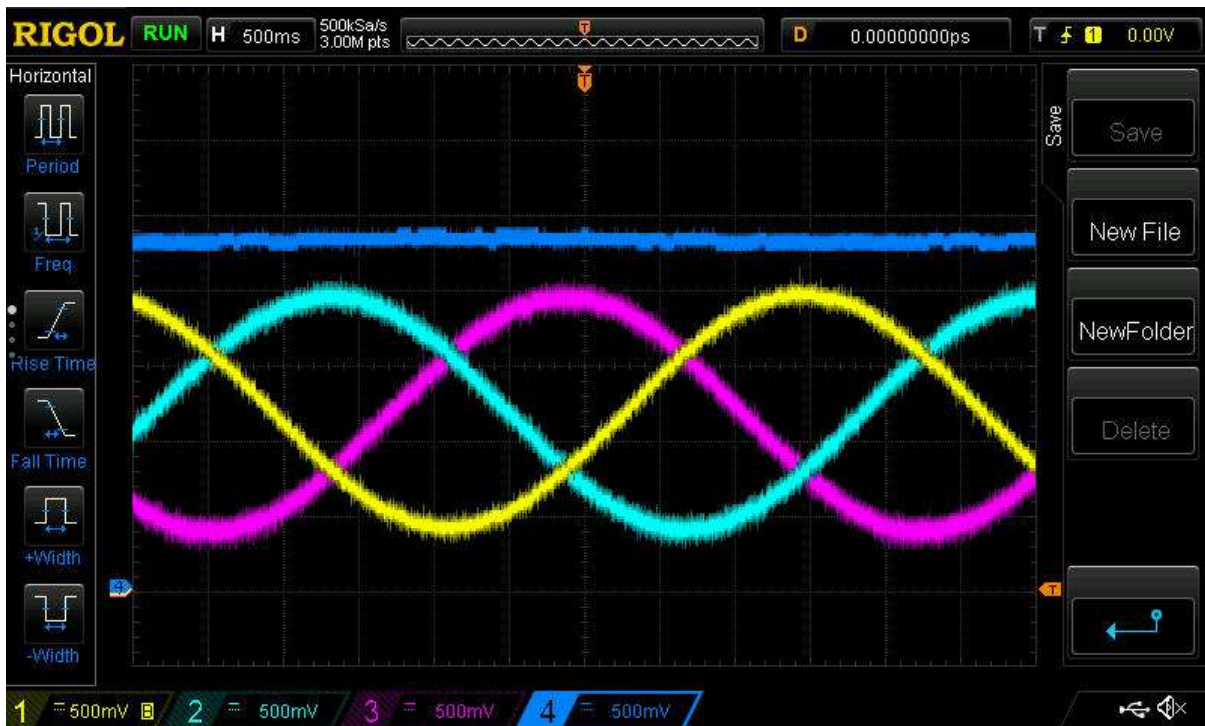 RIGOL RUN H 500ms 500kSa/s 3.00M pts T D 0.00000000ps T 1 0.00V
Horizontal
T
Period
Freq
Rise Time
Fall Time
+Width
-Width
4
T
Save
Save
New File
NewFolder
Delete
1 500mV B 2 500mV 3 500mV 4 500mV